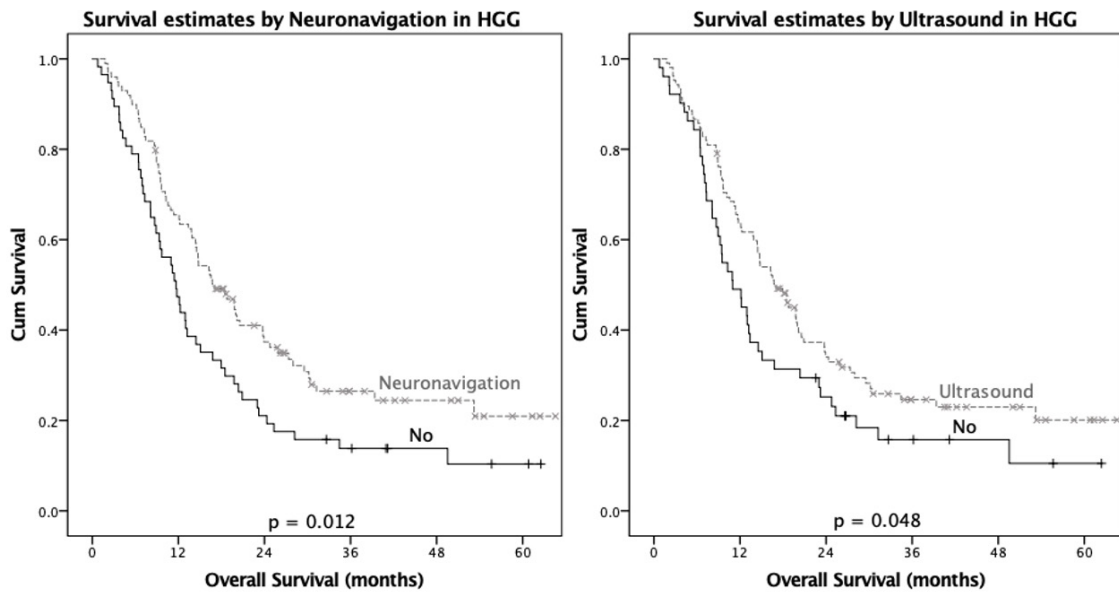 Survival estimates by Neuronavigation in HGG
Cum Survival
1.0
0.8
0.6
0.4
0.2
0.0
Neuronavigation
No
p = 0.012
0 12 24 36 48 60
Overall Survival (months)
Survival estimates by Ultrasound in HGG
Cum Survival
1.0
0.8
0.6
0.4
0.2
0.0
Ultrasound
No
p = 0.048
0 12 24 36 48 60
Overall Survival (months)